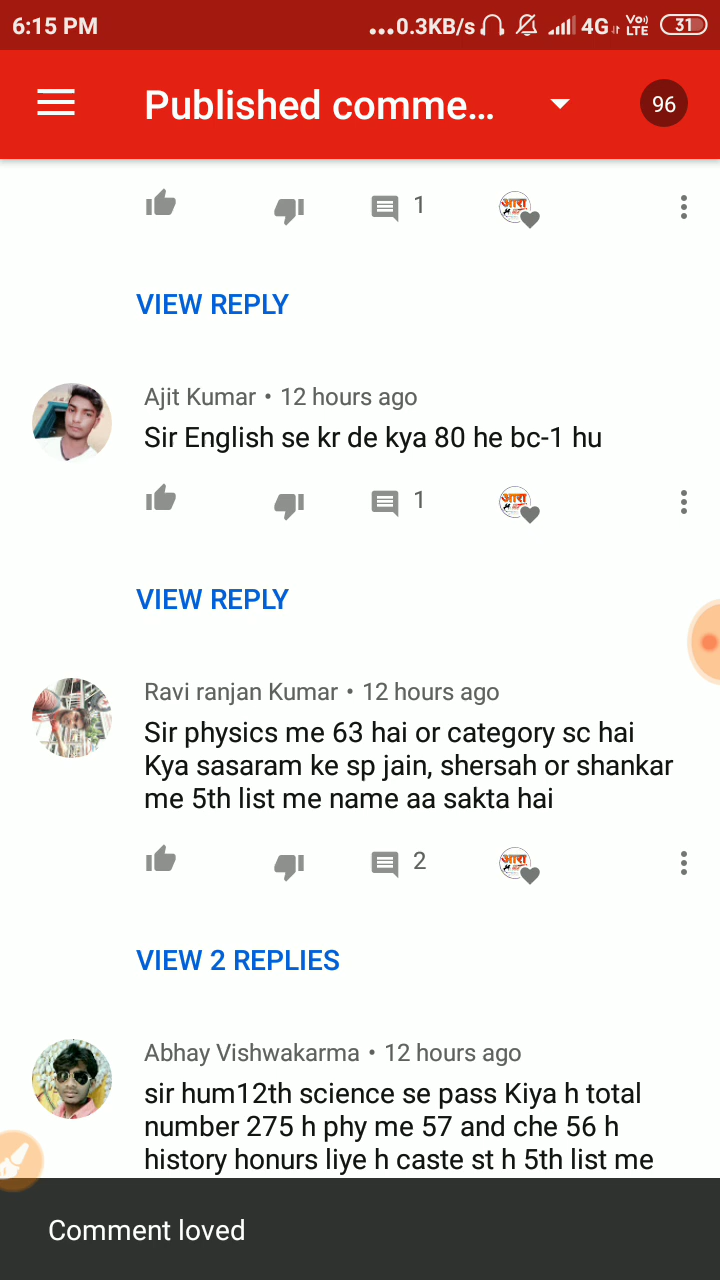 6:15 PM
...0.3KB/s 4G Vo)) LTE 31
Published comme...
96
1
आरा
VIEW REPLY
Ajit Kumar • 12 hours ago
Sir English se kr de kya 80 he bc-1 hu
1
आरा
VIEW REPLY
Ravi ranjan Kumar • 12 hours ago
Sir physics me 63 hai or category sc hai
Kya sasaram ke sp jain, shersah or shankar
me 5th list me name aa sakta hai
2
आरा
VIEW 2 REPLIES
Abhay Vishwakarma • 12 hours ago
sir hum12th science se pass Kiya h total
number 275 h phy me 57 and che 56 h
history honurs liye h caste st h 5th list me
Comment loved